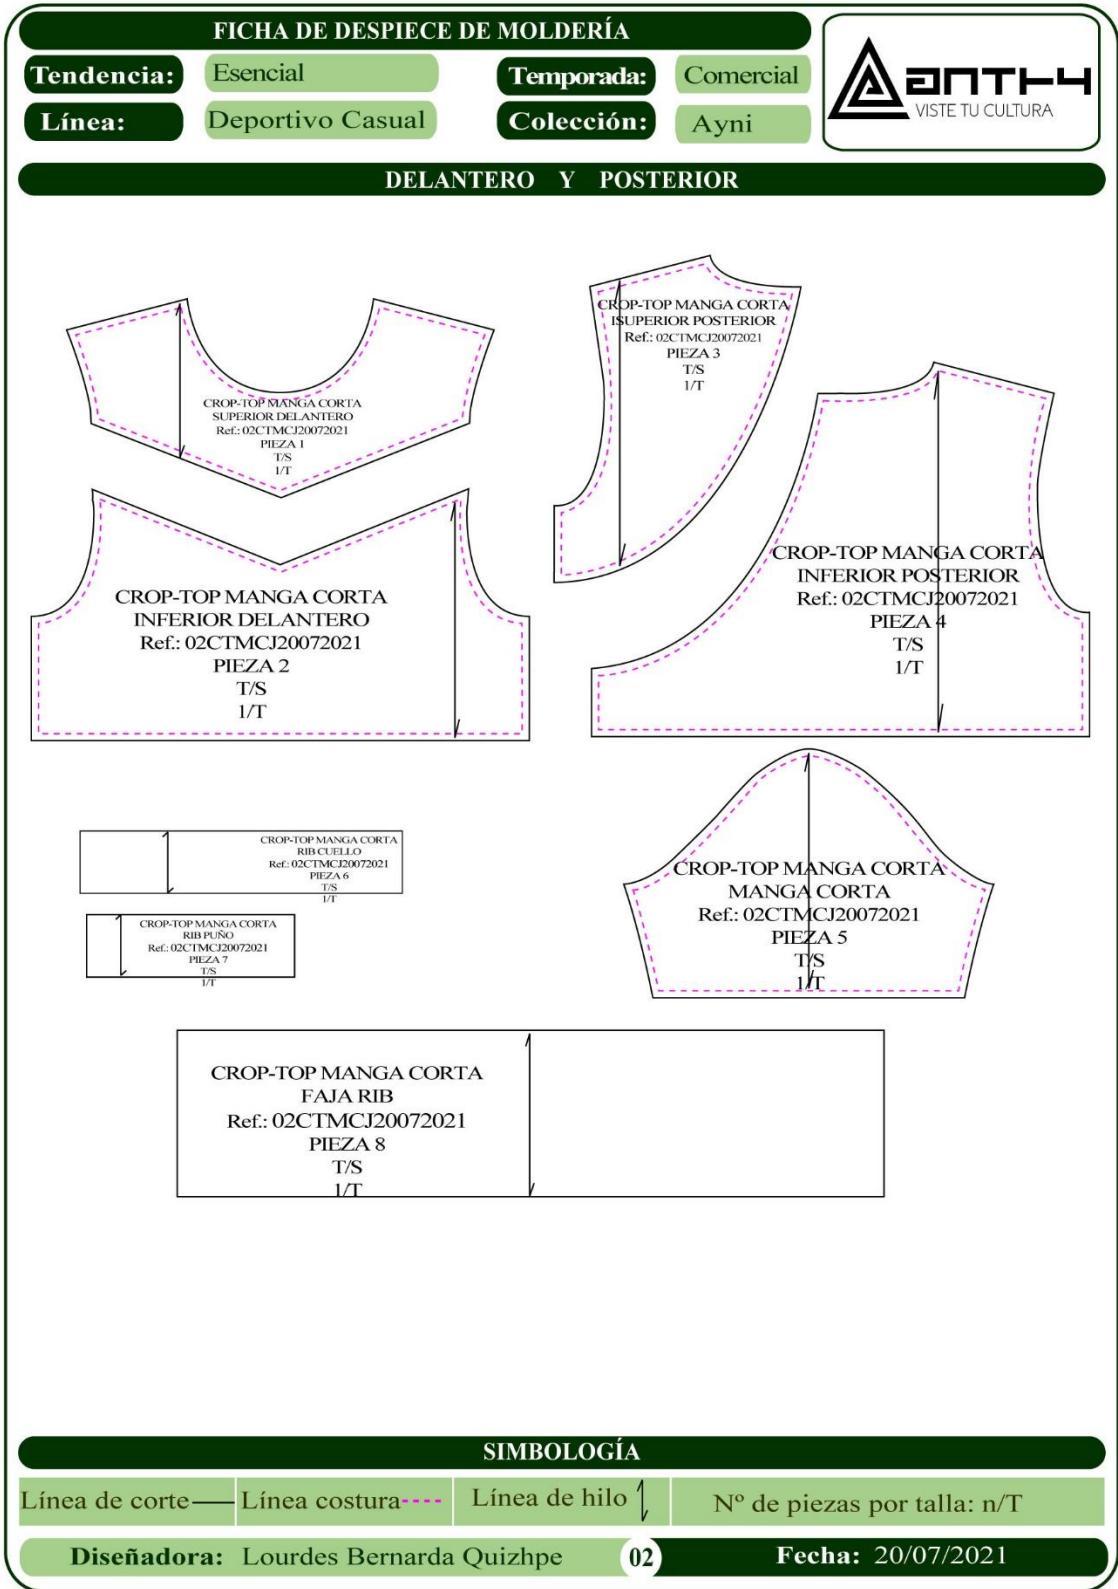 FICHA DE DESPIECE DE MOLDERÍA
Tendencia: Esencial Temporada: Comercial
Línea: Deportivo Casual Colección: Ayni
VISTE TU CULTURA
DELANTERO Y POSTERIOR
CROP-TOP MANGA CORTA
SUPERIOR DELANTERO
Ref.: 02CTMCJ20072021
PIEZA 1
T/S
1/T
CROP-TOP MANGA CORTA
ISUPERIOR POSTERIOR
Ref.: 02CTMCJ20072021
PIEZA 3
T/S
1/T
CROP-TOP MANGA CORTA
INFERIOR DELANTERO
Ref.: 02CTMCJ20072021
PIEZA 2
T/S
1/T
CROP-TOP MANGA CORTA
INFERIOR POSTERIOR
Ref.: 02CTMCJ20072021
PIEZA 4
T/S
1/T
CROP-TOP MANGA CORTA
RIB CUELLO
Ref.: 02CTMCJ20072021
PIEZA 6
T/S
1/T
CROP-TOP MANGA CORTA
RIB PUÑO
Ref.: 02CTMCJ20072021
PIEZA 7
T/S
1/T
CROP-TOP MANGA CORTA
MANGA CORTA
Ref.: 02CTMCJ20072021
PIEZA 5
T/S
1/T
CROP-TOP MANGA CORTA
FAJA RIB
Ref.: 02CTMCJ20072021
PIEZA 8
T/S
1/T
SIMBOLOGÍA
Línea de corte Línea costura Línea de hilo Nº de piezas por talla: n/T
Diseñadora: Lourdes Bernarda Quizhpe 02 Fecha: 20/07/2021